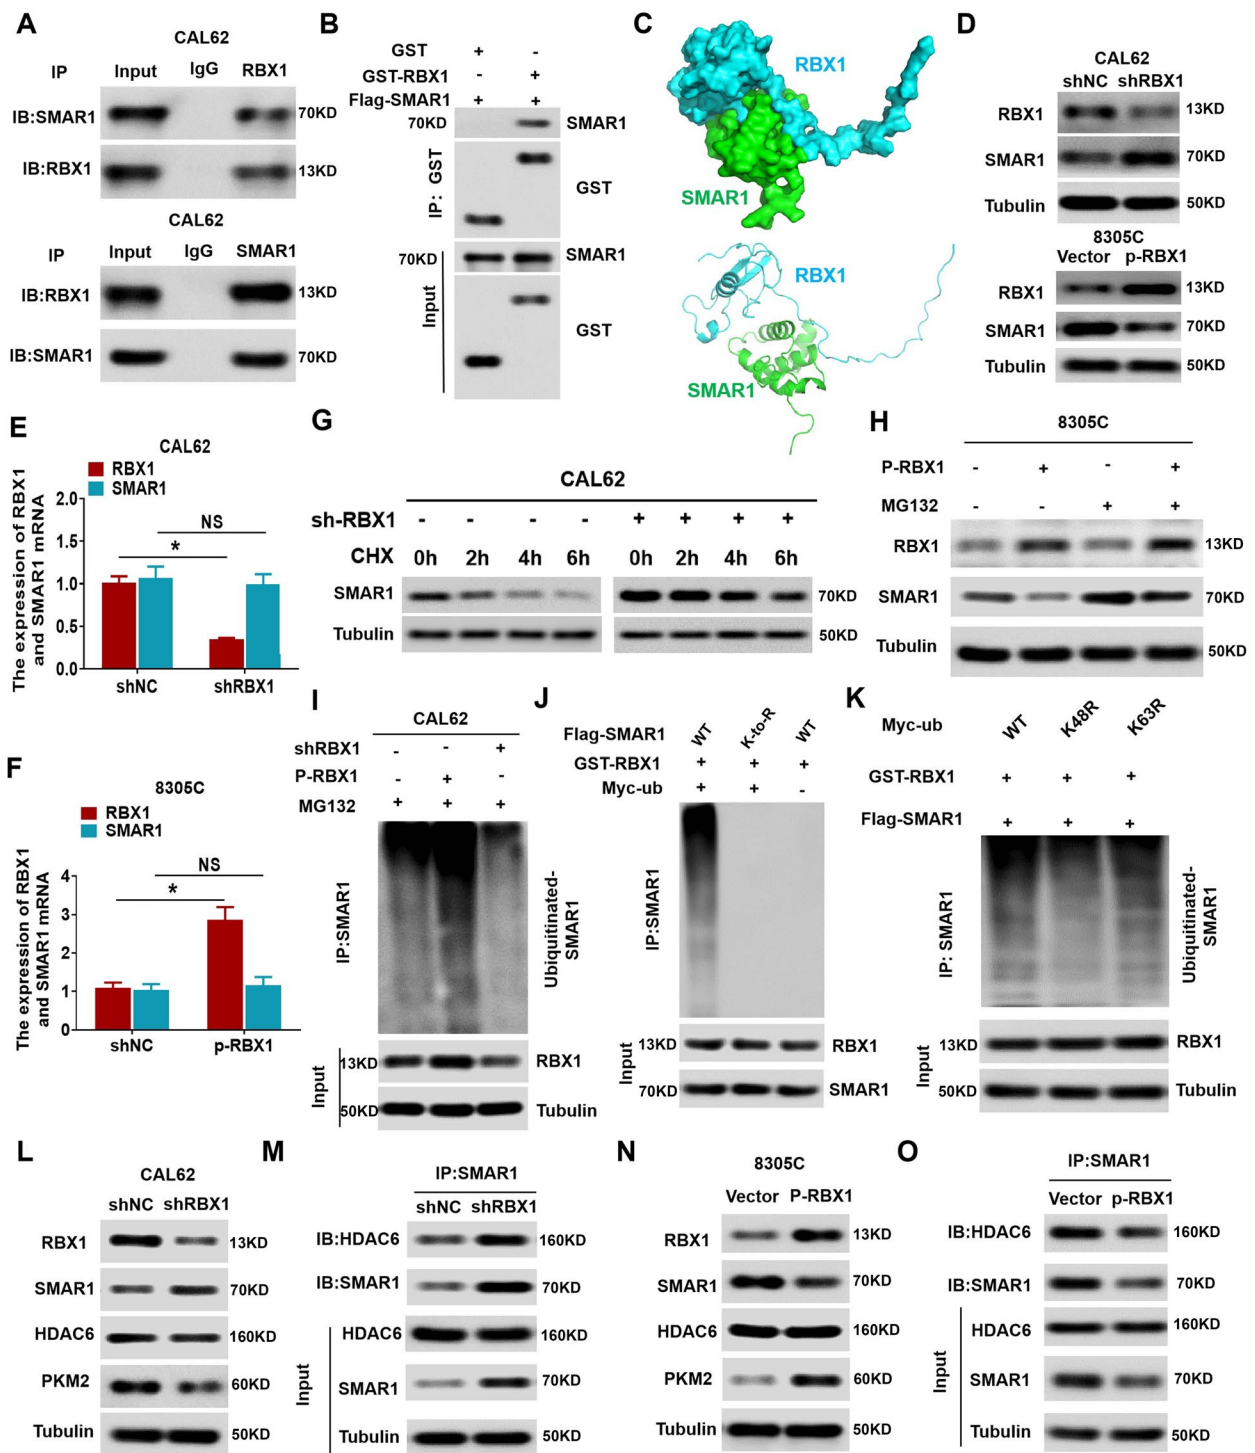 A
CAL62
IP Input IgG RBX1
IB:SMAR1 70KD
IB:RBX1 13KD
CAL62
IP Input IgG SMAR1
IB:RBX1 13KD
IB:SMAR1 70KD
B
GST + -
GST-RBX1 - +
Flag-SMAR1 + +
70KD SMAR1
IP: GST
GST
70KD SMAR1
Input
GST
C
RBX1
SMAR1
RBX1
SMAR1
D
CAL62
shNC shRBX1
RBX1 13KD
SMAR1 70KD
Tubulin 50KD
8305C
Vector p-RBX1
RBX1 13KD
SMAR1 70KD
Tubulin 50KD
E
CAL62
RBX1
SMAR1
The expression of RBX1
and SMAR1 mRNA
2.0
1.5
1.0
0.5
0.0
NS
*
shNC shRBX1
F
8305C
RBX1
SMAR1
The expression of RBX1
and SMAR1 mRNA
4
3
2
1
0
NS
*
shNC p-RBX1
G
CAL62
sh-RBX1 - - - - + + + +
CHX 0h 2h 4h 6h 0h 2h 4h 6h
SMAR1 70KD
Tubulin 50KD
H
8305C
P-RBX1 - + - +
MG132 - - + +
RBX1 13KD
SMAR1 70KD
Tubulin 50KD
I
CAL62
shRBX1 - - +
P-RBX1 - + -
MG132 + + +
IP:SMAR1
Ubiquitinated-
SMAR1
Input
13KD RBX1
50KD Tubulin
J
Flag-SMAR1 WT K-to-R WT
GST-RBX1 + + +
Myc-ub + + -
IP:SMAR1
Input
13KD RBX1
70KD SMAR1
K
Myc-ub WT K48R K63R
GST-RBX1 + + +
Flag-SMAR1 + + +
IP: SMAR1
Ubiquitinated-
SMAR1
Input
13KD RBX1
50KD Tubulin
L
CAL62
shNC shRBX1
RBX1 13KD
SMAR1 70KD
HDAC6 160KD
PKM2 60KD
Tubulin 50KD
M
IP:SMAR1
shNC shRBX1
IB:HDAC6 160KD
IB:SMAR1 70KD
Input
HDAC6 160KD
SMAR1 70KD
Tubulin 50KD
N
8305C
Vector P-RBX1
RBX1 13KD
SMAR1 70KD
HDAC6 160KD
PKM2 60KD
Tubulin 50KD
O
IP:SMAR1
Vector p-RBX1
IB:HDAC6 160KD
IB:SMAR1 70KD
Input
HDAC6 160KD
SMAR1 70KD
Tubulin 50KD